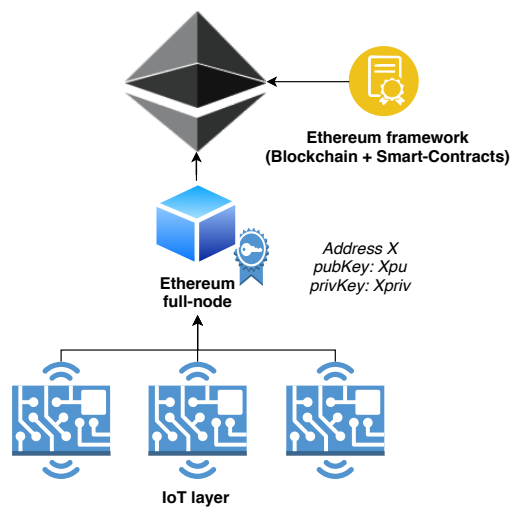 Ethereum framework
(Blockchain + Smart-Contracts)
Address X
pubKey: Xpu
privKey: Xpriv
Ethereum
full-node
IoT layer